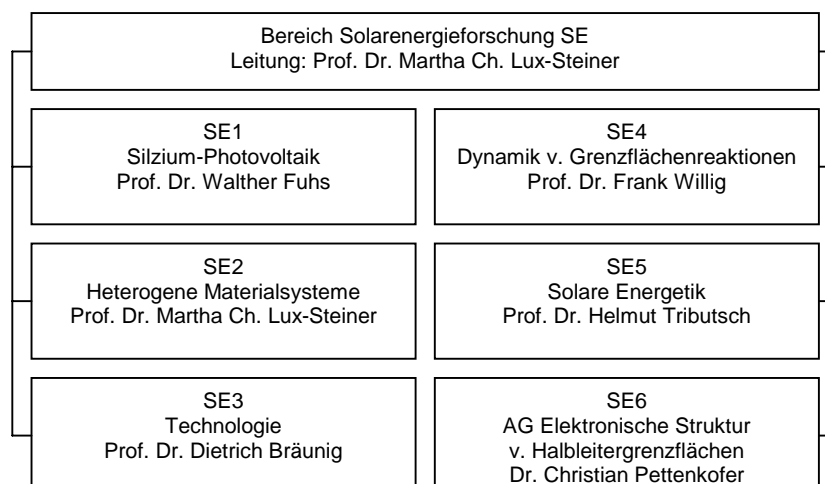 Bereich Solarenergieforschung SE
Leitung: Prof. Dr. Martha Ch. Lux-Steiner
SE1
Silzium-Photovoltaik
Prof. Dr. Walther Fuhs
SE4
Dynamik v. Grenzflächenreaktionen
Prof. Dr. Frank Willig
SE2
Heterogene Materialsysteme
Prof. Dr. Martha Ch. Lux-Steiner
SE5
Solare Energetik
Prof. Dr. Helmut Tributsch
SE3
Technologie
Prof. Dr. Dietrich Bräunig
SE6
AG Elektronische Struktur
v. Halbleitergrenzflächen
Dr. Christian Pettenkofer